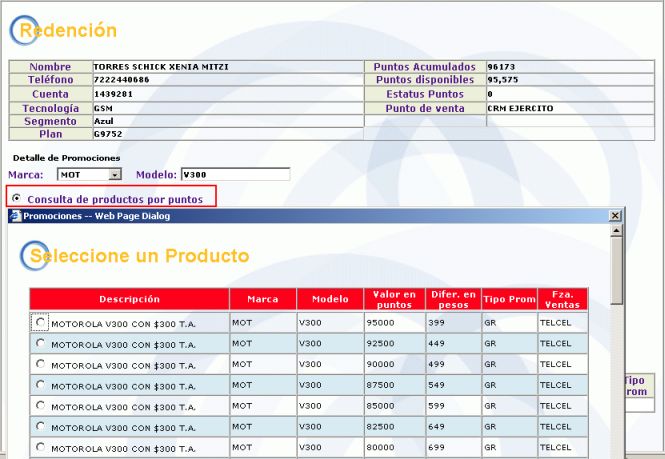 Redención
Nombre TORRES SCHICK XENIA MITZI Puntos Acumulados 96173
Teléfono 7222440686 Puntos disponibles 95,575
Cuenta 1439281 Estatus Puntos 0
Tecnología GSM Punto de venta CRM EJERCITO
Segmento Azul
Plan G9752
Detalle de Promociones
Marca: MOT Modelo: V300
Consulta de productos por puntos
Promociones -- Web Page Dialog
Seleccione un Producto
Descripción Marca Modelo Valor en puntos Difer. en pesos Tipo Prom Fza. Ventas
MOTOROLA V300 CON $300 T.A. MOT V300 95000 399 GR TELCEL
MOTOROLA V300 CON $300 T.A. MOT V300 92500 449 GR TELCEL
MOTOROLA V300 CON $300 T.A. MOT V300 90000 499 GR TELCEL
MOTOROLA V300 CON $300 T.A. MOT V300 87500 549 GR TELCEL
MOTOROLA V300 CON $300 T.A. MOT V300 85000 599 GR TELCEL
MOTOROLA V300 CON $300 T.A. MOT V300 82500 649 GR TELCEL
MOTOROLA V300 CON $300 T.A. MOT V300 80000 699 GR TELCEL
Tipo
rom